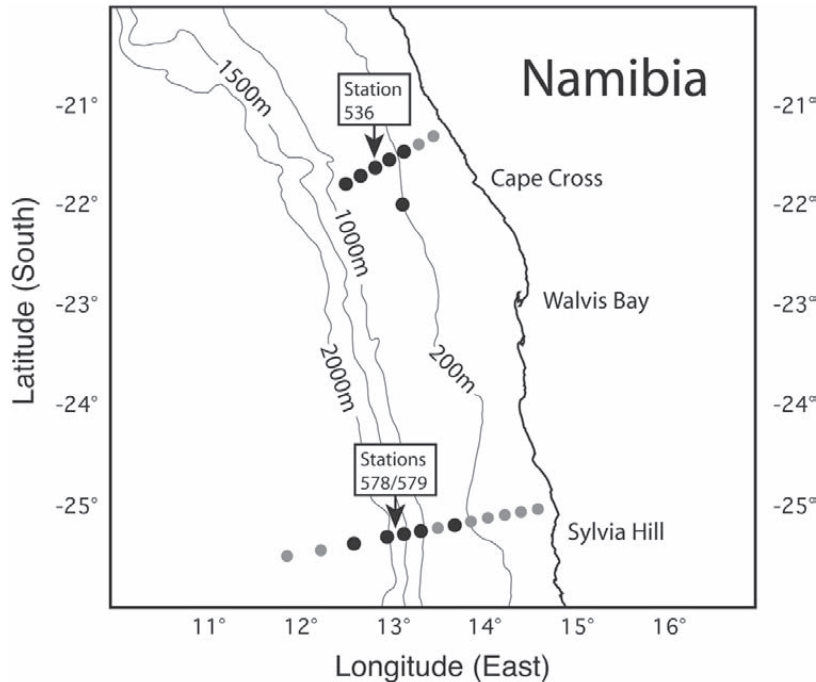 Namibia
Station
536
1500m
1000m
2000m
200m
Cape Cross
Walvis Bay
Sylvia Hill
Stations
578/579
-21°
-22°
-23°
-24°
-25°
-21°
-22°
-23°
-24°
-25°
Latitude (South)
11°
12°
13°
14°
15°
16°
Longitude (East)